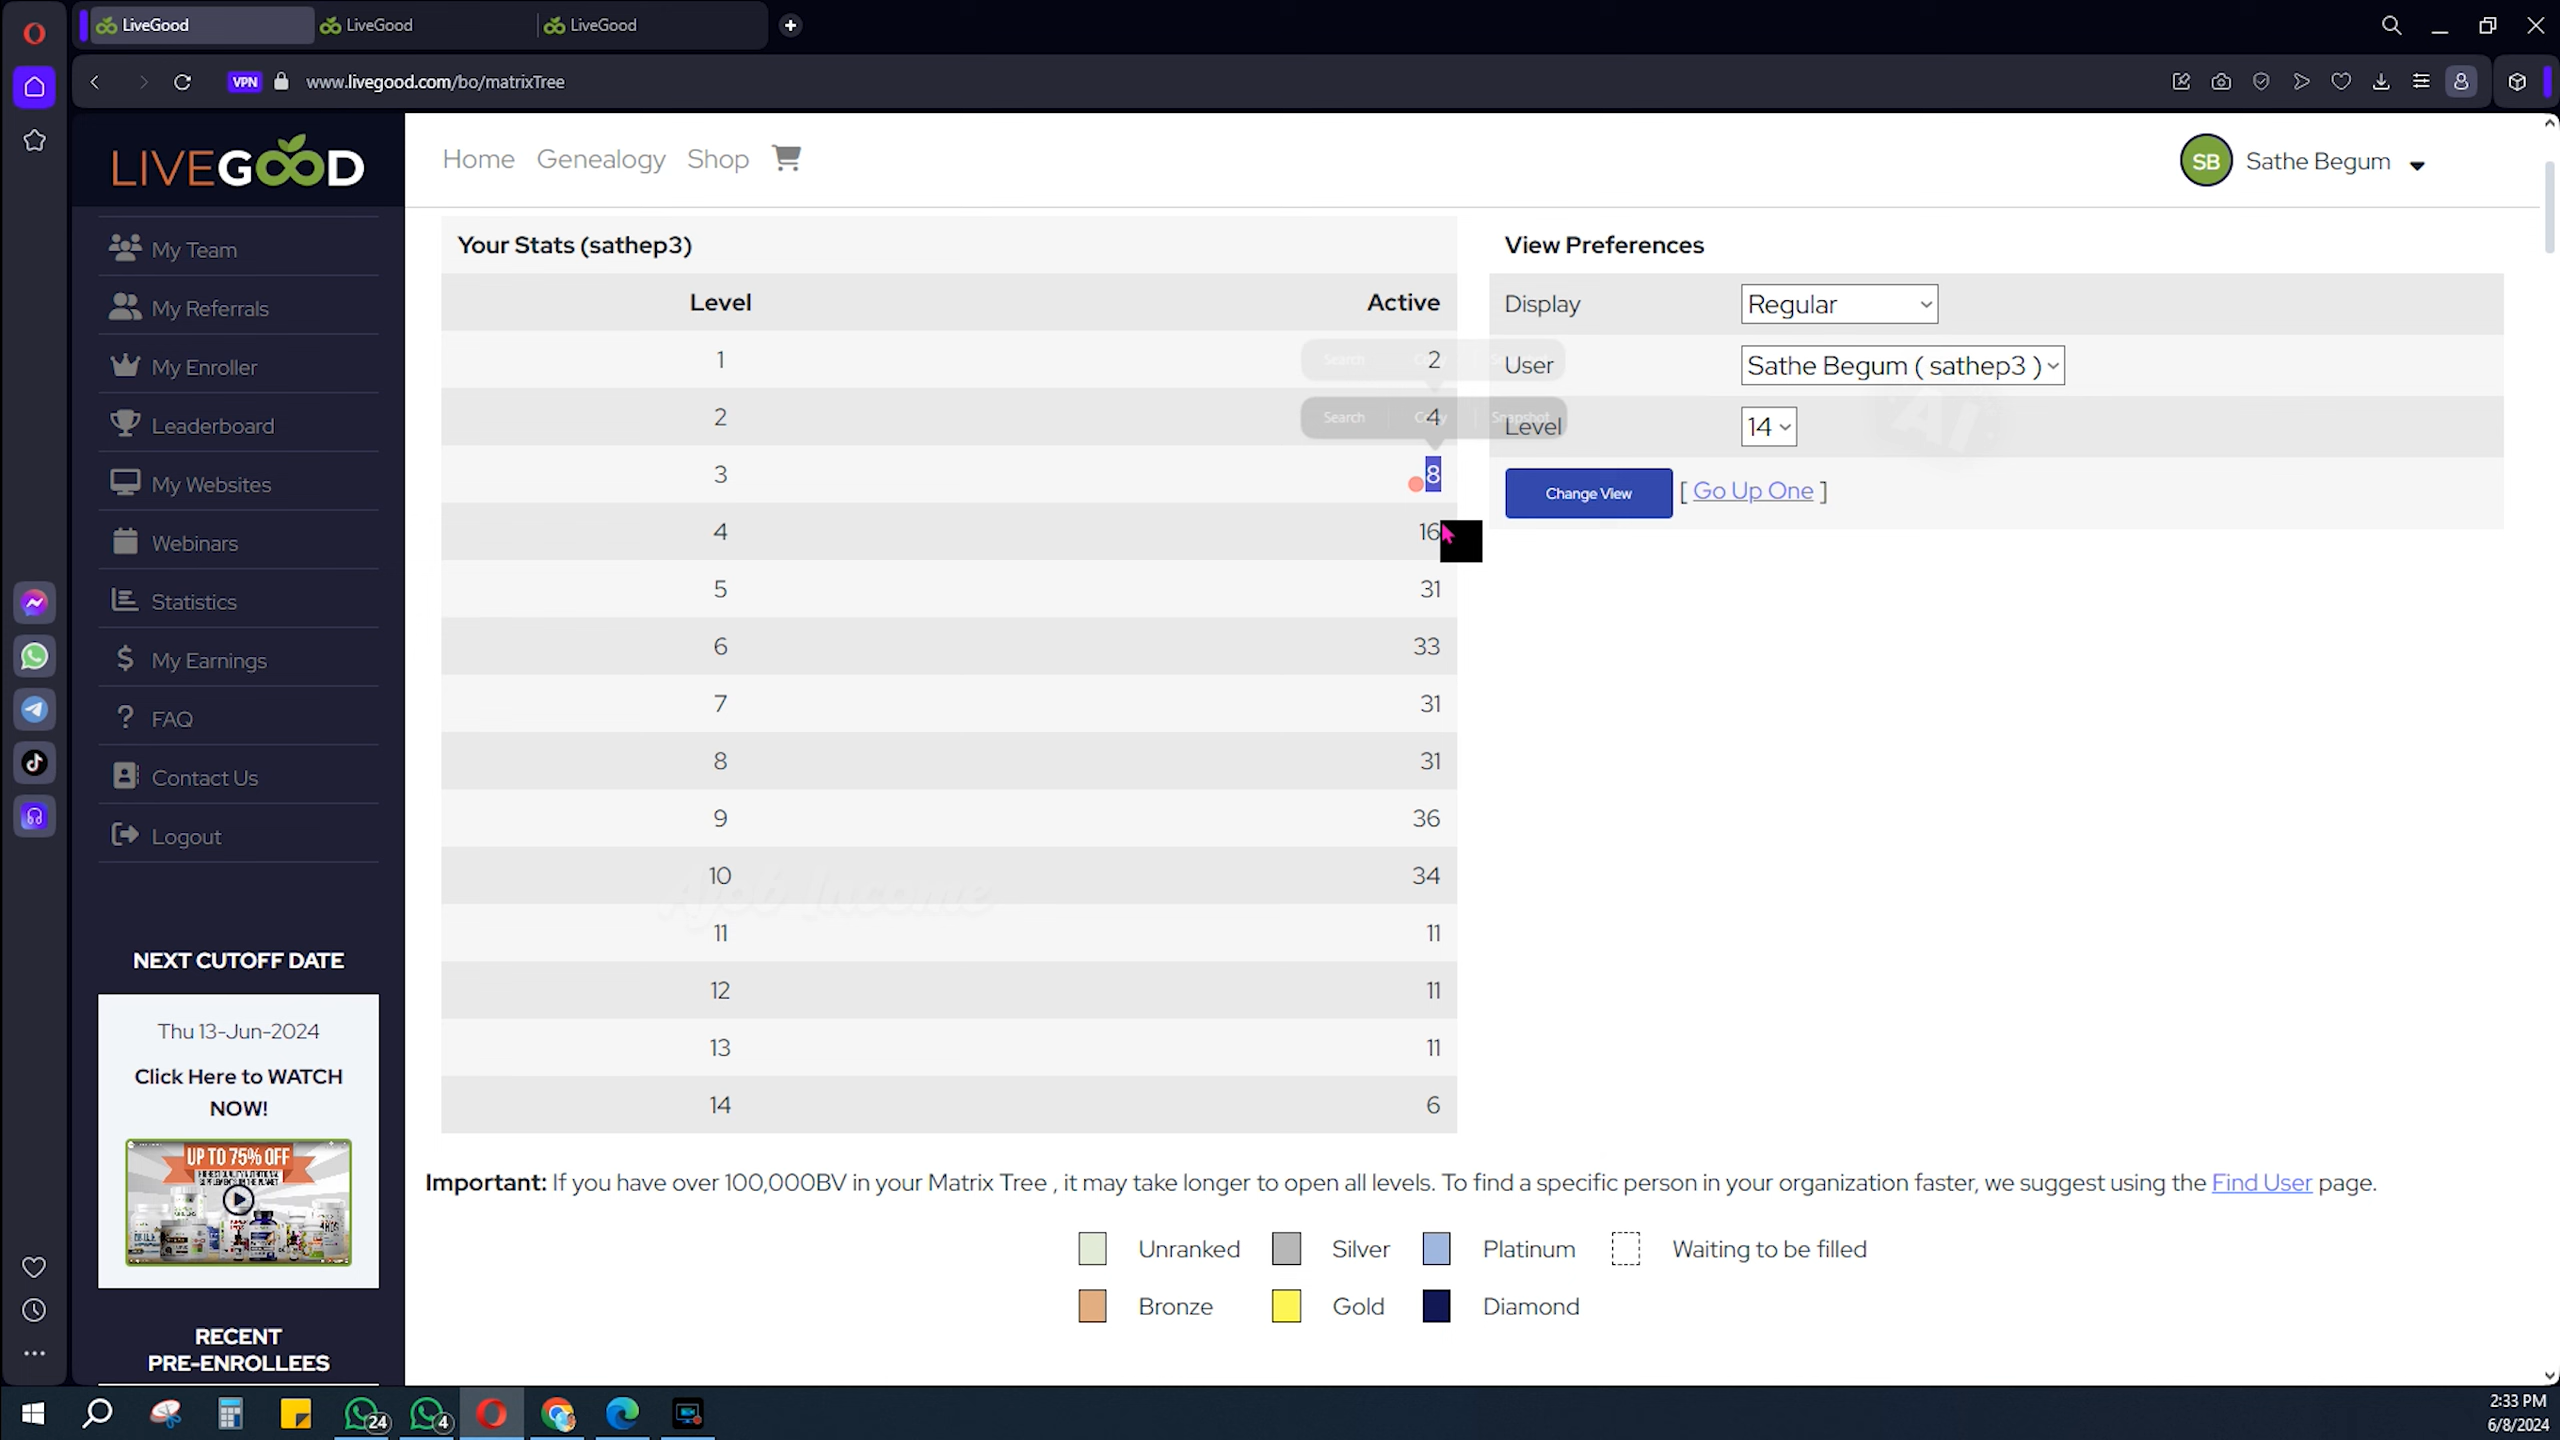 LiveGood
LiveGood
LiveGood
VPN
www.livegood.com/bo/matrixTree
LIVEGOOD
Home Genealogy Shop
SB Sathe Begum
My Team
My Referrals
My Enroller
Leaderboard
My Websites
Webinars
Statistics
My Earnings
FAQ
Contact Us
Logout
NEXT CUTOFF DATE
Thu 13-Jun-2024
Click Here to WATCH
NOW!
UP TO 75% OFF
RECENT
PRE-ENROLLEES
Your Stats (sathep3)
Level Active
1 2
2 4
3 8
4 16
5 31
6 33
7 31
8 31
9 36
10 34
11 11
12 11
13 11
14 6
Search Copy Snapshot
View Preferences
Display Regular
User Sathe Begum ( sathep3 )
Level 14
Change View [ Go Up One ]
AI
Important: If you have over 100,000BV in your Matrix Tree , it may take longer to open all levels. To find a specific person in your organization faster, we suggest using the Find User page.
Unranked Silver Platinum Waiting to be filled
Bronze Gold Diamond
24
4
2:33 PM
6/8/2024